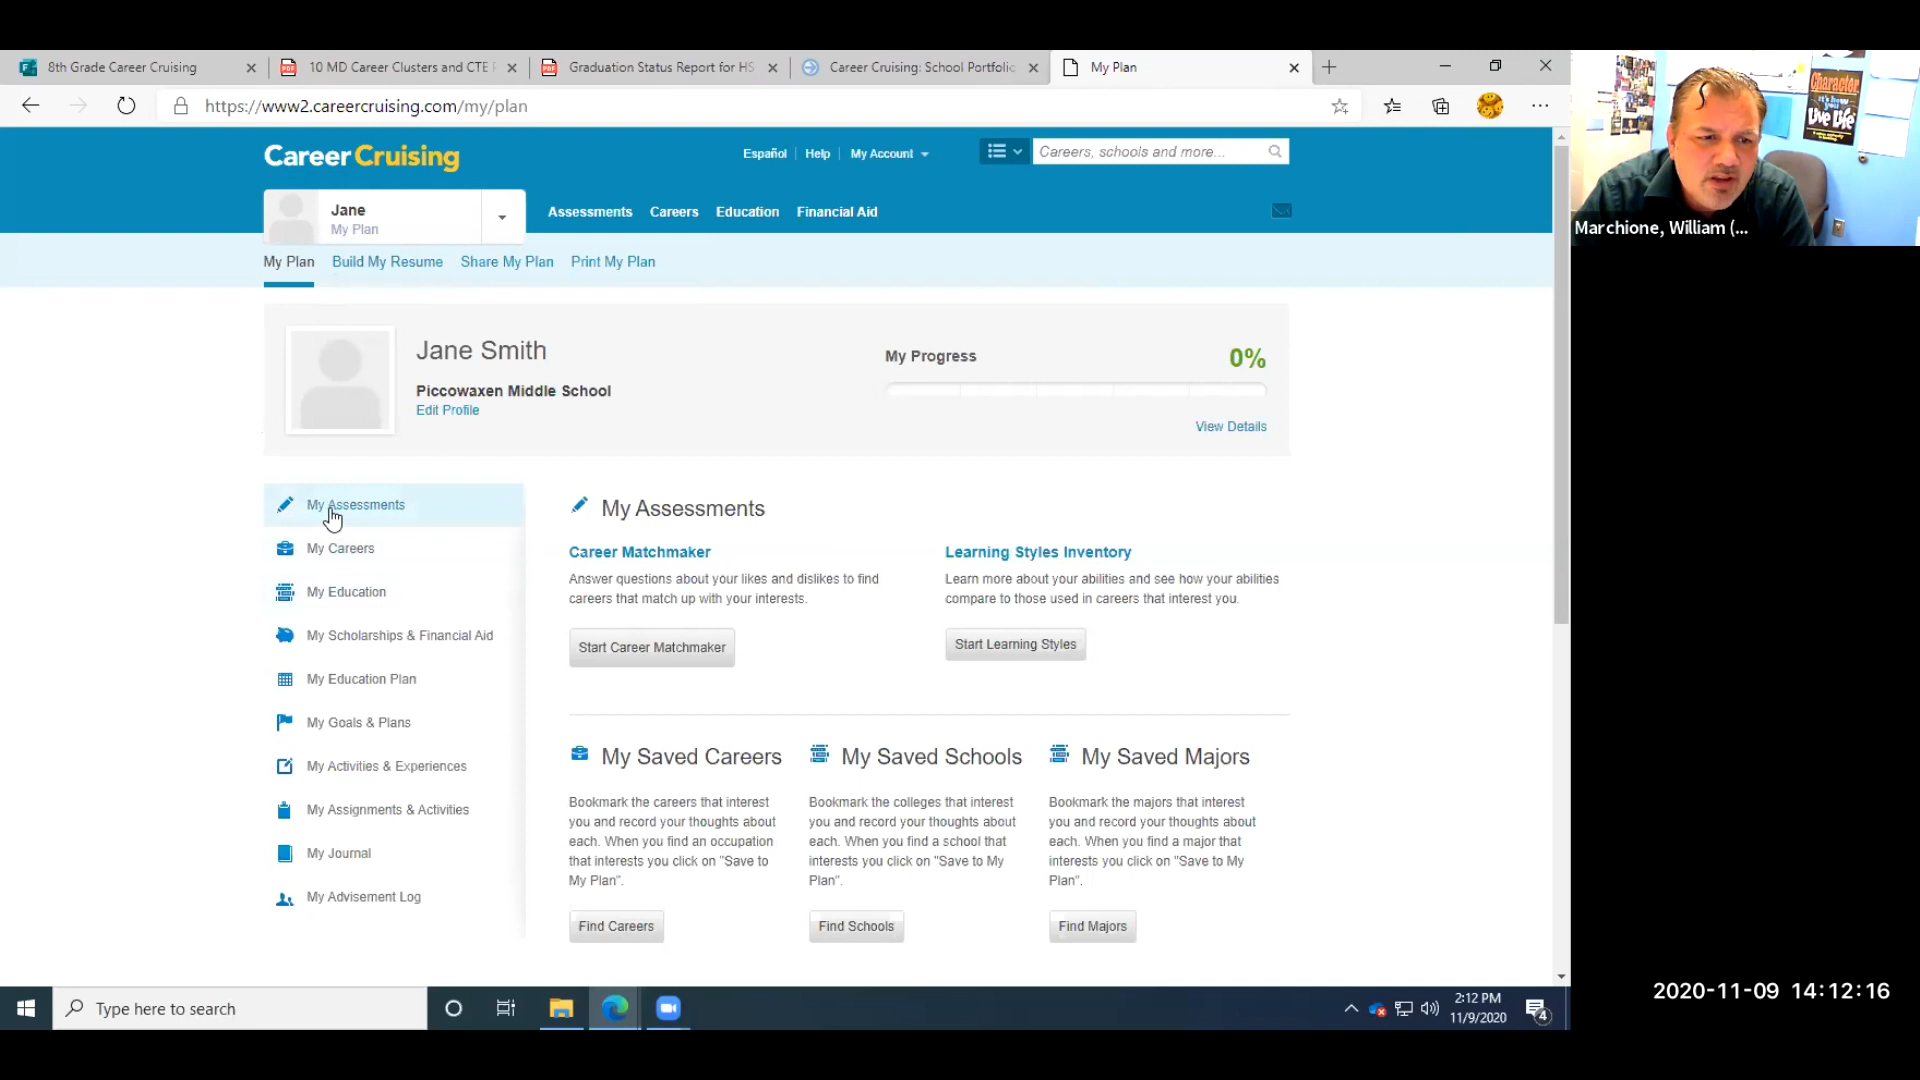 8th Grade Career Cruising
10 MD Career Clusters and CTE
Graduation Status Report for HS
Career Cruising: School Portfolio
My Plan
https://www2.careercruising.com/my/plan
CareerCruising
Español
Help
My Account
Careers, schools and more...
Jane
My Plan
Assessments
Careers
Education
Financial Aid
My Plan
Build My Resume
Share My Plan
Print My Plan
Jane Smith
Piccowaxen Middle School
Edit Profile
My Progress
0%
View Details
My Assessments
My Careers
My Education
My Scholarships & Financial Aid
My Education Plan
My Goals & Plans
My Activities & Experiences
My Assignments & Activities
My Journal
My Advisement Log
My Assessments
Career Matchmaker
Answer questions about your likes and dislikes to find
careers that match up with your interests.
Start Career Matchmaker
Learning Styles Inventory
Learn more about your abilities and see how your abilities
compare to those used in careers that interest you.
Start Learning Styles
My Saved Careers
Bookmark the careers that interest
you and record your thoughts about
each. When you find an occupation
that interests you click on "Save to
My Plan".
Find Careers
My Saved Schools
Bookmark the colleges that interest
you and record your thoughts about
each. When you find a school that
interests you click on "Save to My
Plan".
Find Schools
My Saved Majors
Bookmark the majors that interest
you and record your thoughts about
each. When you find a major that
interests you click on "Save to My
Plan".
Find Majors
Type here to search
2:12 PM
11/9/2020
4
Character
it's how
you
Live Life
Marchione, William (...
2020-11-09 14:12:16